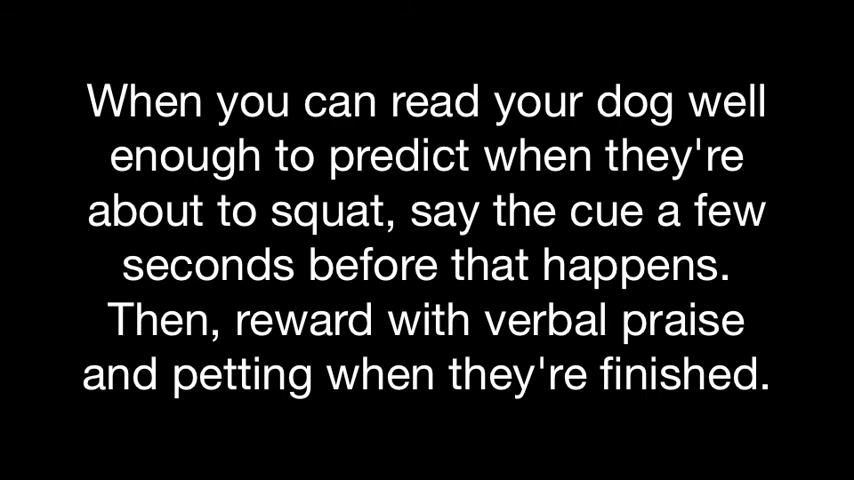 When you can read your dog well
enough to predict when they're
about to squat, say the cue a few
seconds before that happens.
Then, reward with verbal praise
and petting when they're finished.